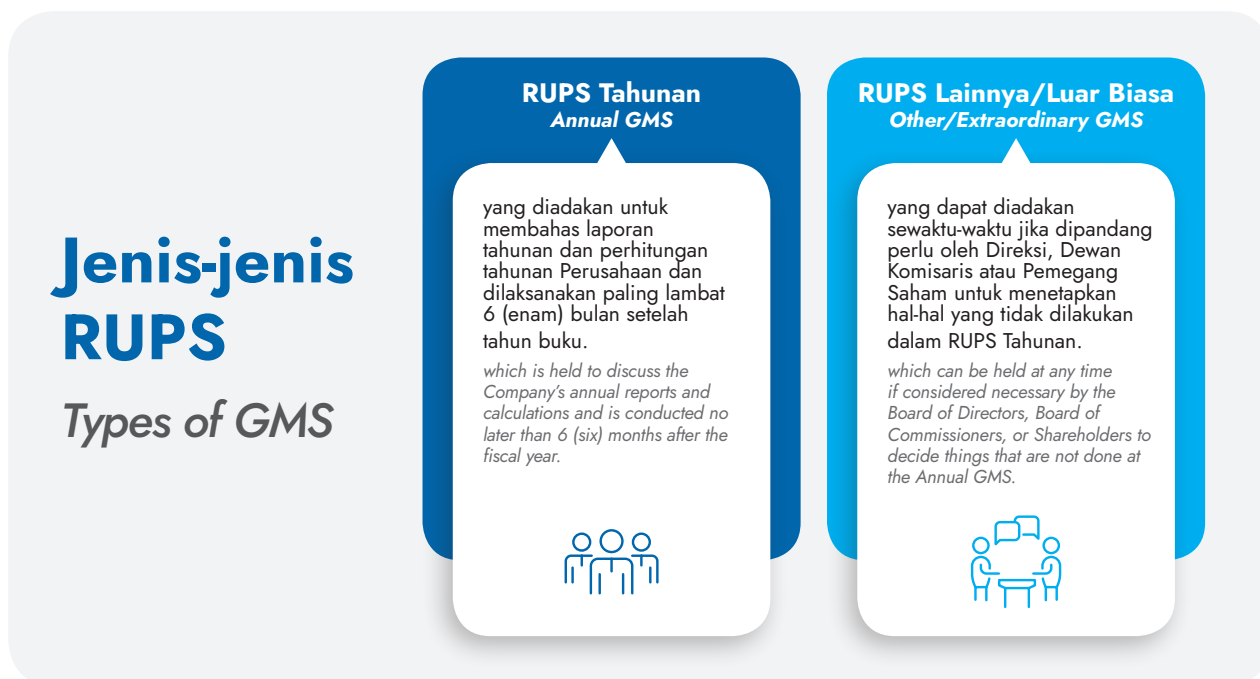 Jenis-jenis
RUPS
Types of GMS
RUPS Tahunan
Annual GMS
yang diadakan untuk
membahas laporan
tahunan dan perhitungan
tahunan Perusahaan dan
dilaksanakan paling lambat
6 (enam) bulan setelah
tahun buku.
which is held to discuss the
Company’s annual reports and
calculations and is conducted no
later than 6 (six) months after the
fiscal year.
RUPS Lainnya/Luar Biasa
Other/Extraordinary GMS
yang dapat diadakan
sewaktu-waktu jika dipandang
perlu oleh Direksi, Dewan
Komisaris atau Pemegang
Saham untuk menetapkan
hal-hal yang tidak dilakukan
dalam RUPS Tahunan.
which can be held at any time
if considered necessary by the
Board of Directors, Board of
Commissioners, or Shareholders to
decide things that are not done at
the Annual GMS.